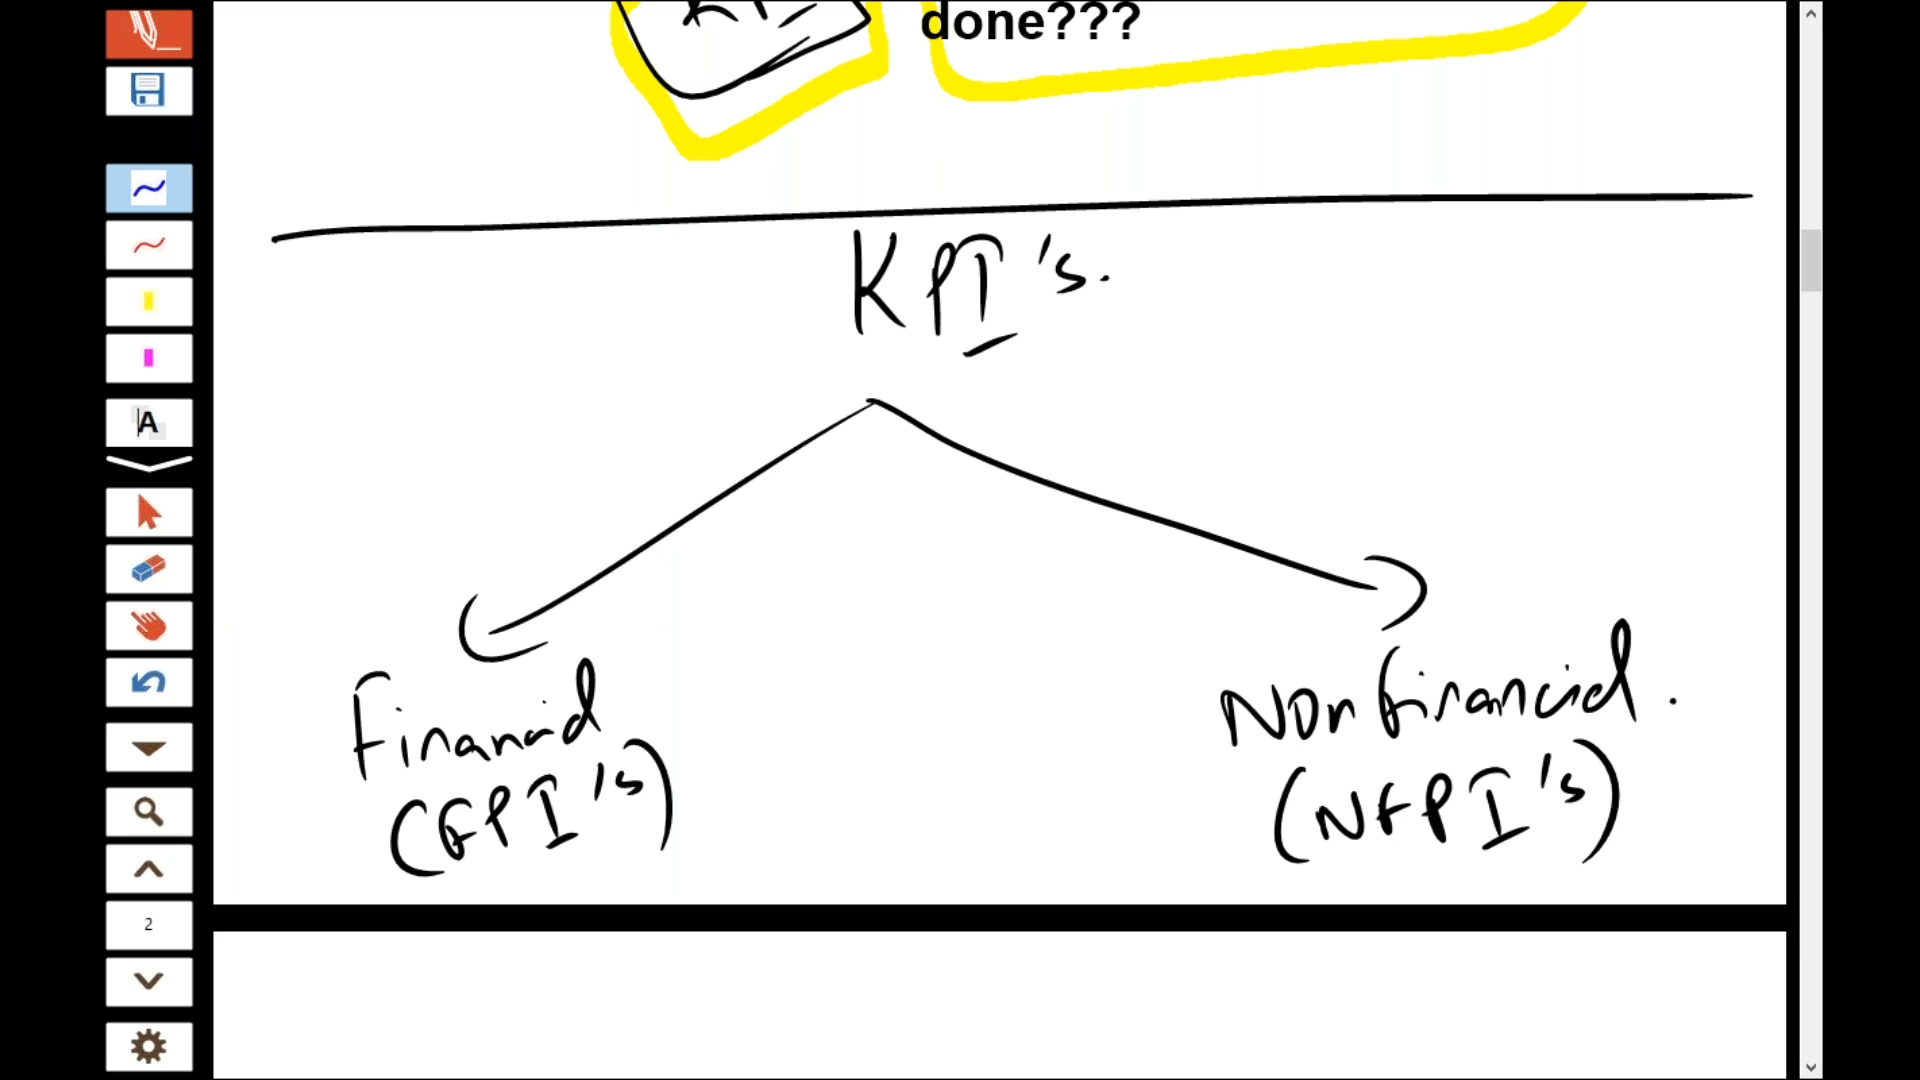 done???
KPI's.
Financial
(FPI's)
Non financial.
(NFPI's)
A
2